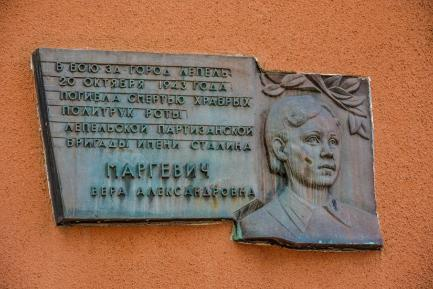 В БОЮ ЗА ГОРОД ЛЕПЕЛЬ
20 ОКТЯБРЯ 1943 ГОДА
ПОГИБЛА СМЕРТЬЮ ХРАБРЫХ
ПОЛИТРУК РОТЫ
ЛЕПЕЛЬСКОЙ ПАРТИЗАНСКОЙ
БРИГАДЫ ИМЕНИ СТАЛИНА
МАРГЕВИЧ
ВЕРА АЛЕКСАНДРОВНА